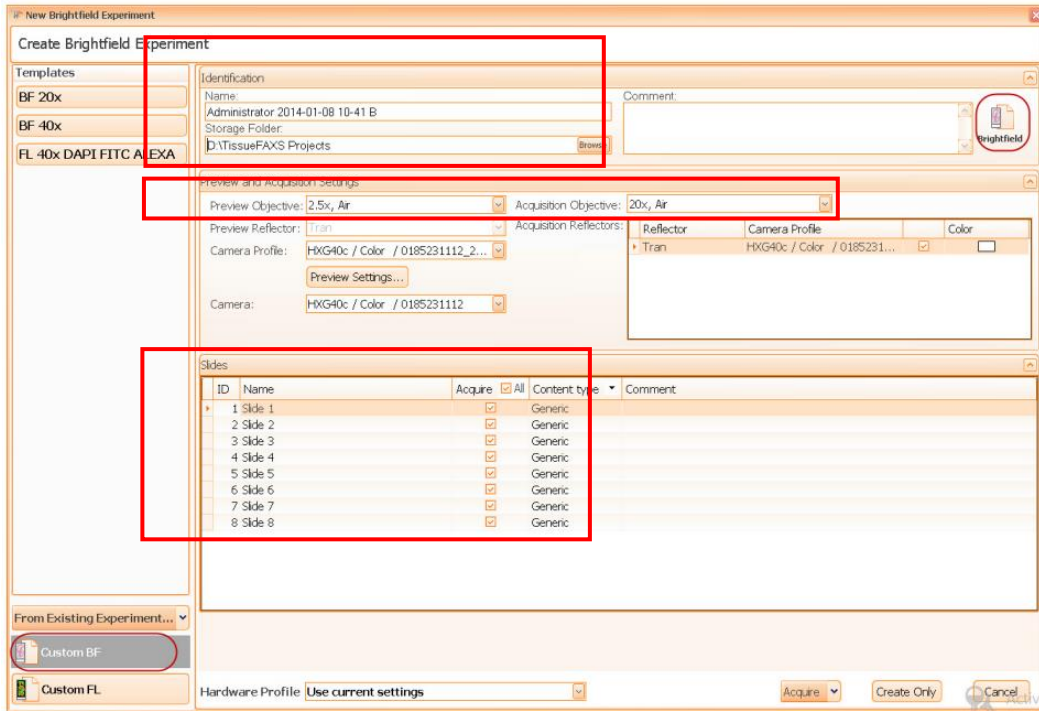 New Brightfield Experiment
Create Brightfield Experiment
Templates
BF 20x
BF 40x
FL 40x DAPI FITC ALEXA
Identification
Name:
Administrator 2014-01-08 10-41 B
Storage Folder:
D:\TissueFAXS Projects
Browse
Comment:
Brightfield
Preview and Acquisition Settings
Preview Objective: 2.5x, Air
Acquisition Objective: 20x, Air
Preview Reflector: Tran
Acquisition Reflectors:
Reflector Camera Profile Color
Tran HXG40c / Color / 0185231...
Camera Profile: HXG40c / Color / 0185231112_2...
Preview Settings...
Camera: HXG40c / Color / 0185231112
Slides
ID Name Acquire All Content type Comment
1 Slide 1 Generic
2 Slide 2 Generic
3 Slide 3 Generic
4 Slide 4 Generic
5 Slide 5 Generic
6 Slide 6 Generic
7 Slide 7 Generic
8 Slide 8 Generic
From Existing Experiment...
Custom BF
Custom FL
Hardware Profile Use current settings
Acquire
Create Only
Cancel
Activ